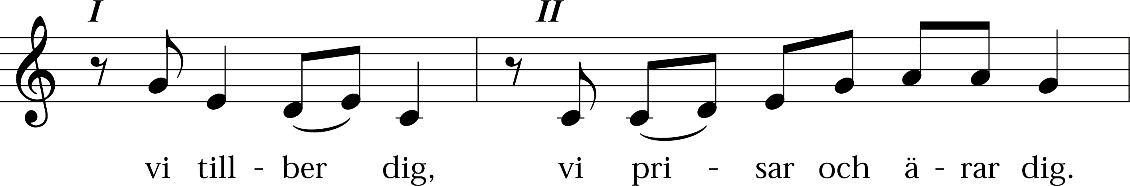 I II
vi till - ber dig, vi pri - sar och ä - rar dig.